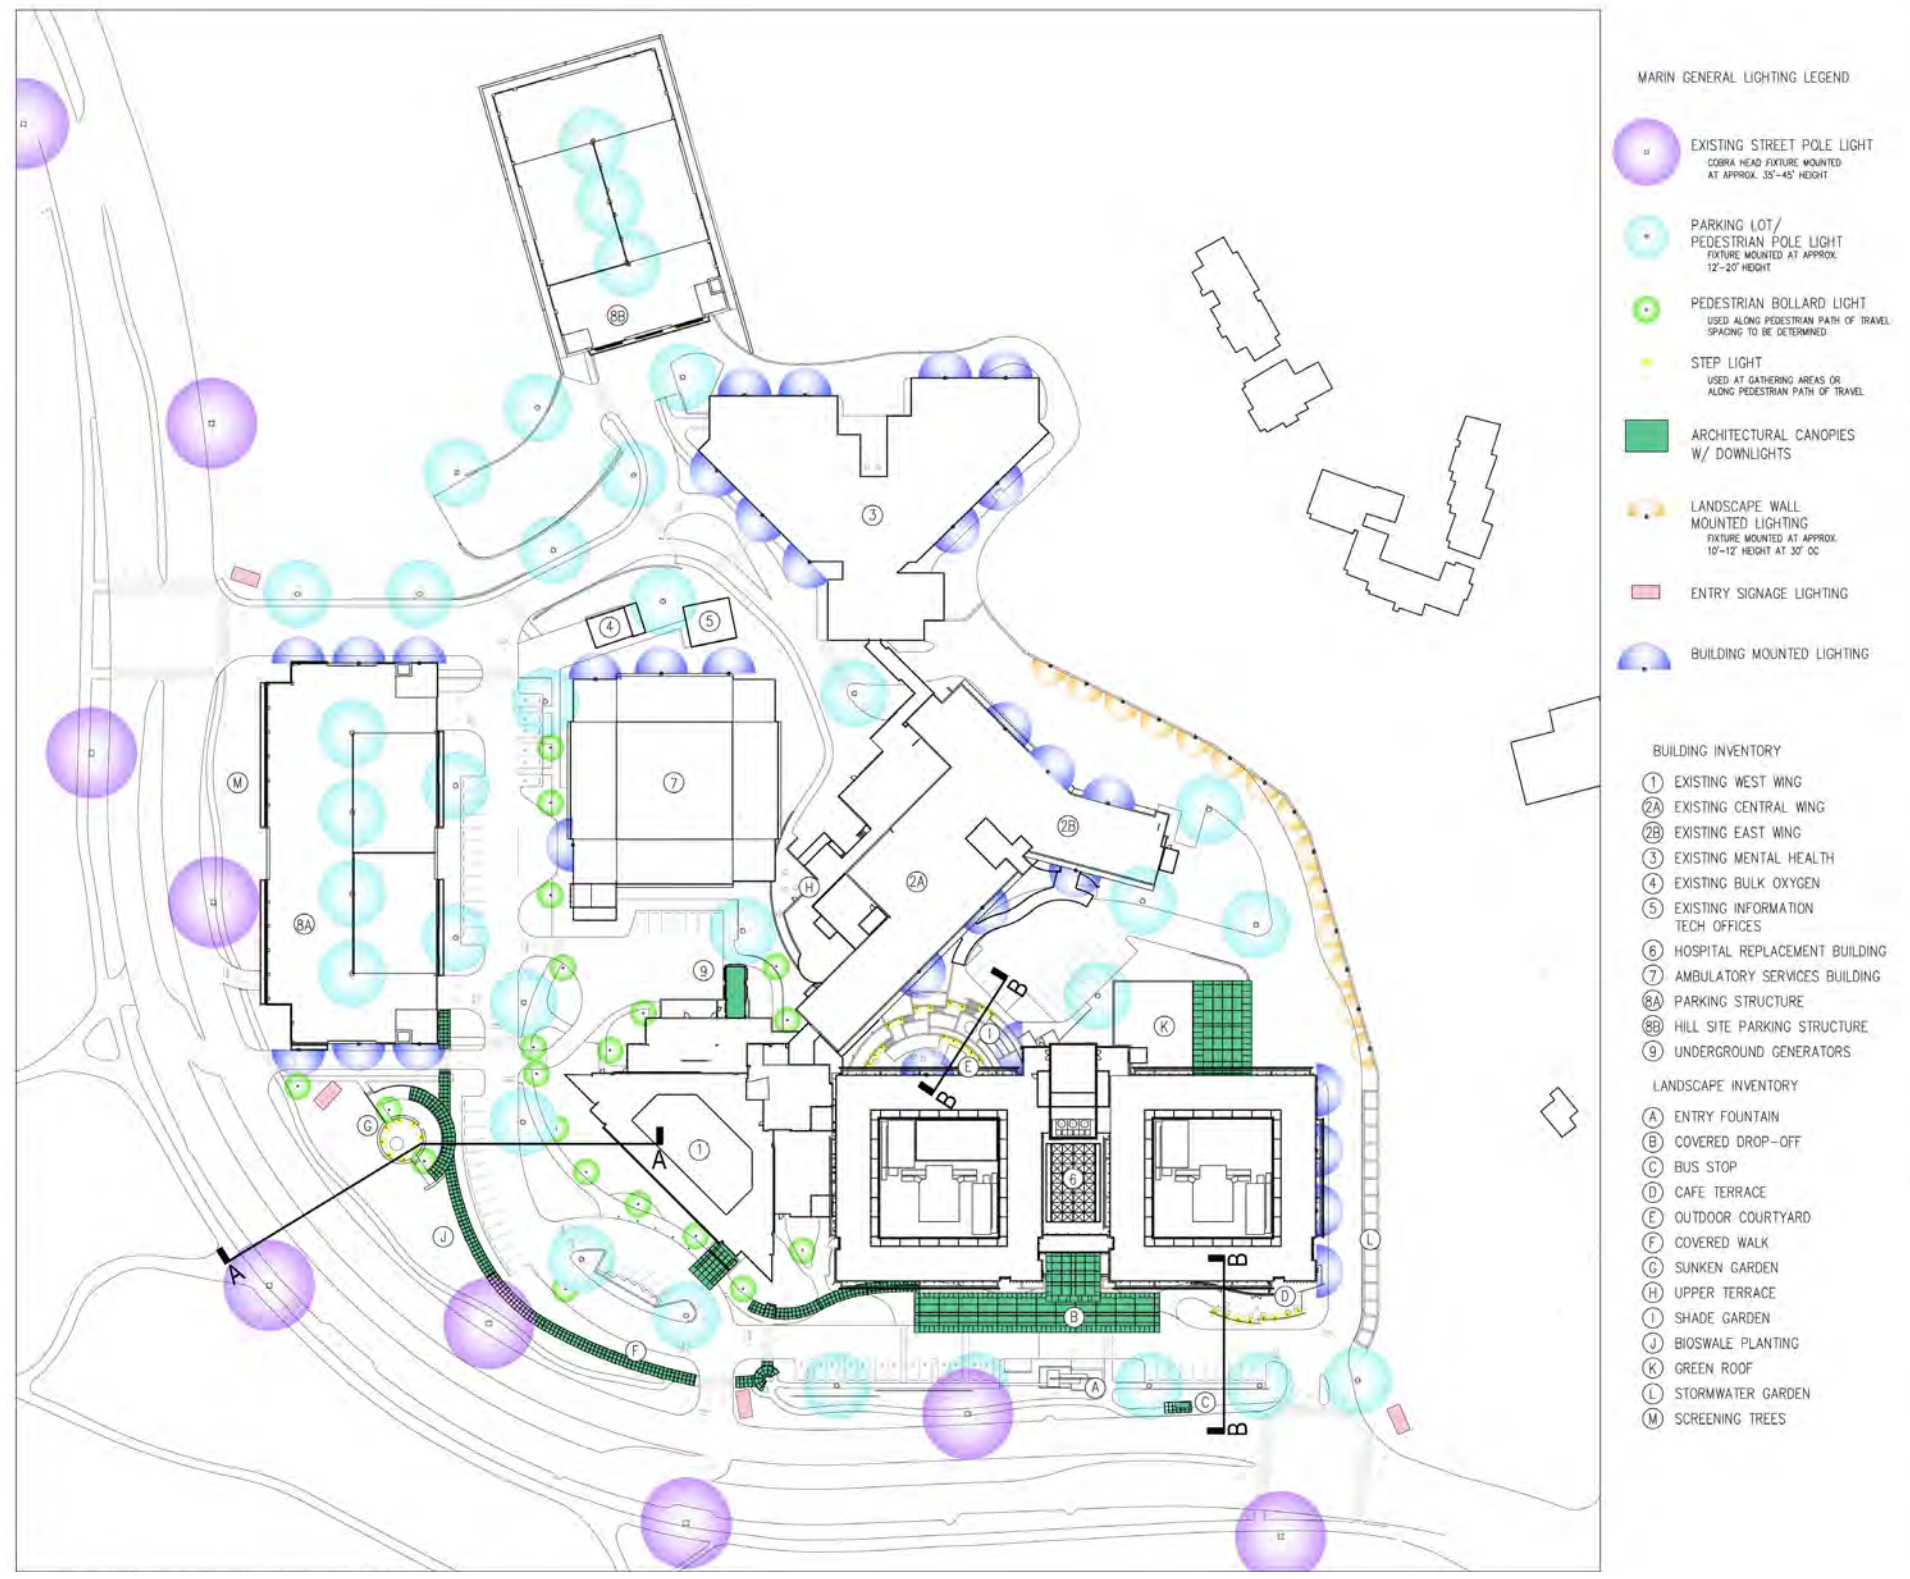 MARIN GENERAL LIGHTING LEGEND
EXISTING STREET POLE LIGHT
COBRA HEAD FIXTURE MOUNTED
AT APPROX. 35'-45' HEIGHT
PARKING LOT/
PEDESTRIAN POLE LIGHT
FIXTURE MOUNTED AT APPROX.
12'-20' HEIGHT
PEDESTRIAN BOLLARD LIGHT
USED ALONG PEDESTRIAN PATH OF TRAVEL
SPACING TO BE DETERMINED
STEP LIGHT
USED AT GATHERING AREAS OR
ALONG PEDESTRIAN PATH OF TRAVEL
ARCHITECTURAL CANOPIES
W/ DOWNLIGHTS
LANDSCAPE WALL
MOUNTED LIGHTING
FIXTURE MOUNTED AT APPROX.
10'-12' HEIGHT AT 30' OC
ENTRY SIGNAGE LIGHTING
BUILDING MOUNTED LIGHTING
BUILDING INVENTORY
1 EXISTING WEST WING
2A EXISTING CENTRAL WING
2B EXISTING EAST WING
3 EXISTING MENTAL HEALTH
4 EXISTING BULK OXYGEN
5 EXISTING INFORMATION
TECH OFFICES
6 HOSPITAL REPLACEMENT BUILDING
7 AMBULATORY SERVICES BUILDING
8A PARKING STRUCTURE
8B HILL SITE PARKING STRUCTURE
9 UNDERGROUND GENERATORS
LANDSCAPE INVENTORY
A ENTRY FOUNTAIN
B COVERED DROP-OFF
C BUS STOP
D CAFE TERRACE
E OUTDOOR COURTYARD
F COVERED WALK
G SUNKEN GARDEN
H UPPER TERRACE
I SHADE GARDEN
J BIOSWALE PLANTING
K GREEN ROOF
L STORMWATER GARDEN
M SCREENING TREES
8B
3
4
5
M
7
2B
H
2A
8A
9
B
I
K
E
B
G
A
1
6
J
L
A
B
D
B
F
A
C
B